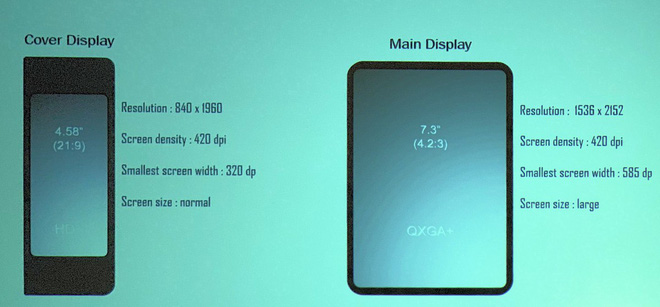 Cover Display
4.58"
(21:9)
Resolution : 840 x 1960
Screen density : 420 dpi
Smallest screen width : 320 dp
Screen size : normal
Main Display
7.3"
(4.2:3)
QXGA+
Resolution : 1536 x 2152
Screen density : 420 dpi
Smallest screen width : 585 dp
Screen size : large